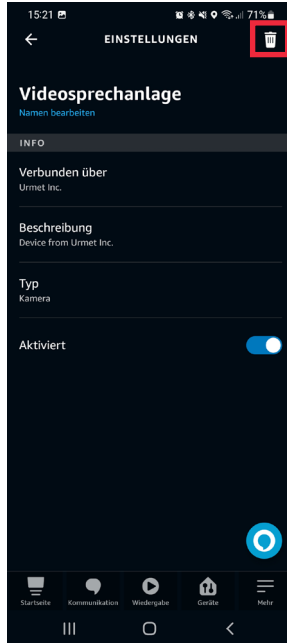 15:21 71%
EINSTELLUNGEN
Videosprechanlage
Namen bearbeiten
INFO
Verbunden über
Urmet Inc.
Beschreibung
Device from Urmet Inc.
Typ
Kamera
Aktiviert
Startseite Kommunikation Wiedergabe Geräte Mehr